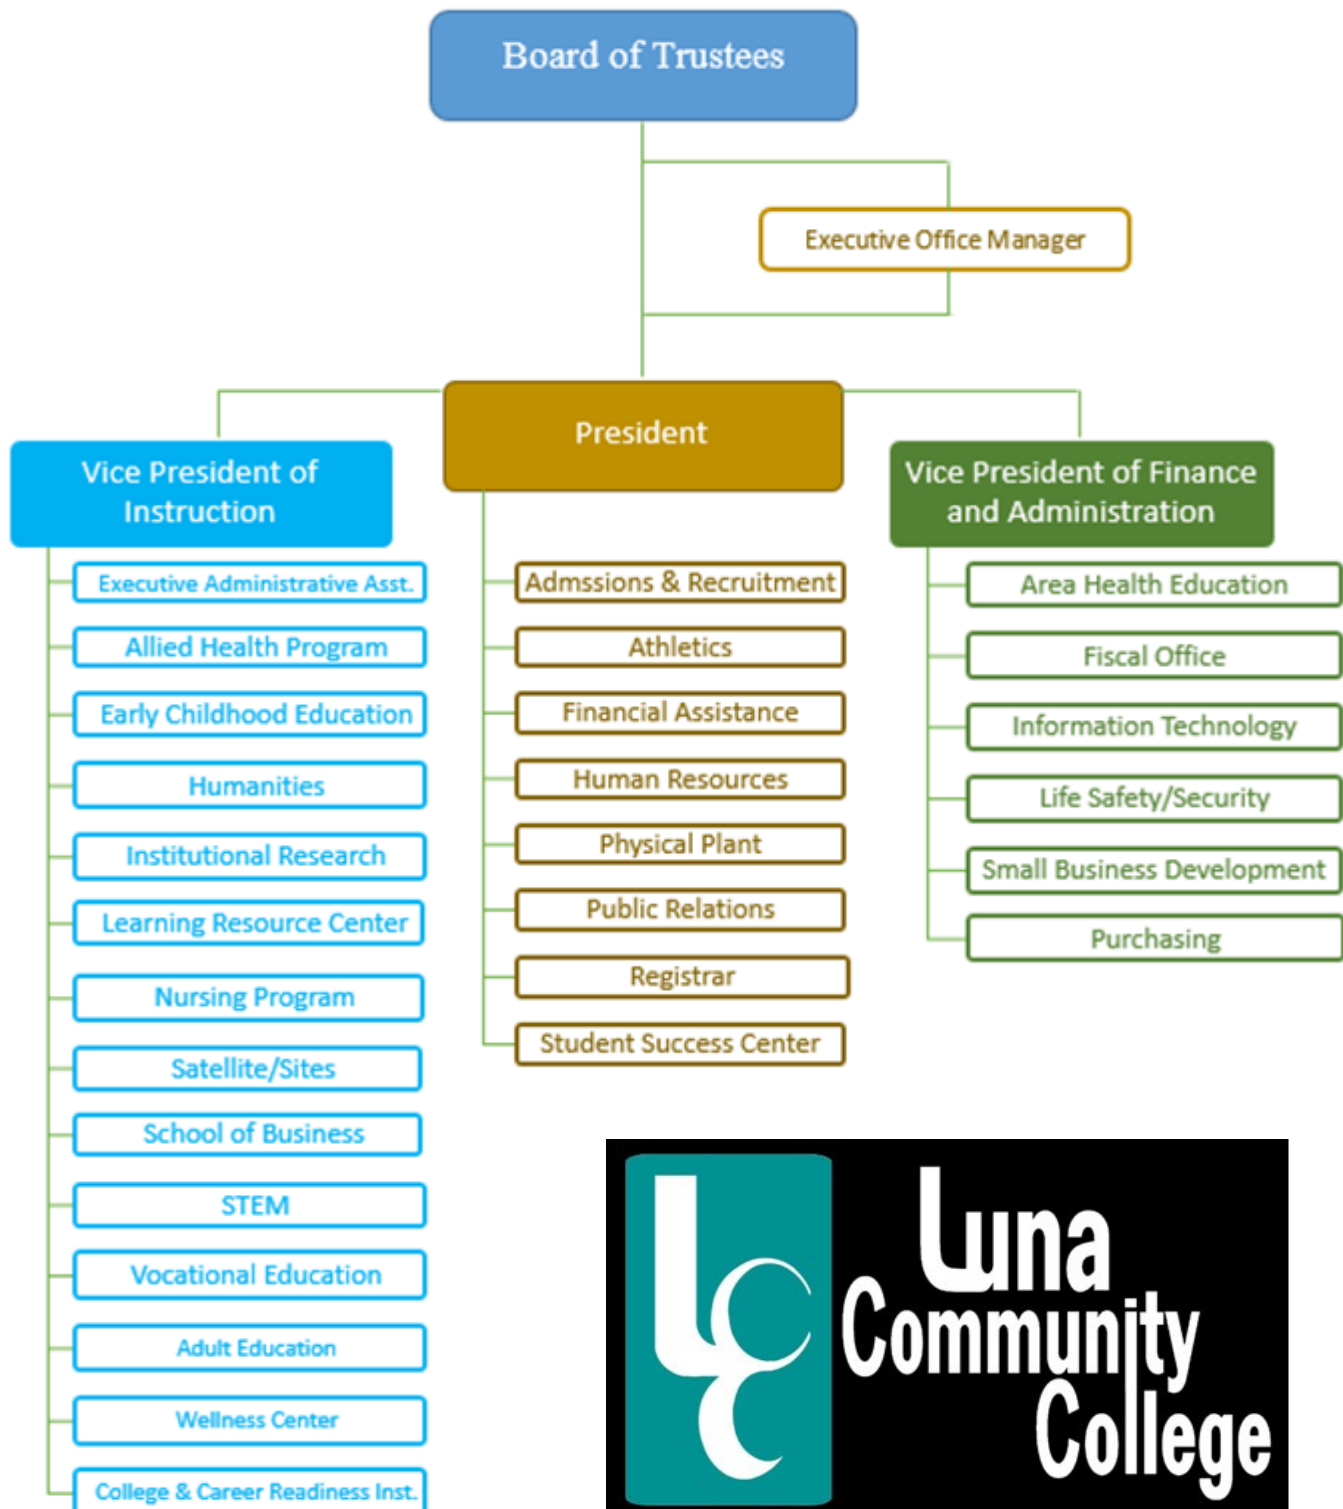 Board of Trustees
Executive Office Manager
President
Vice President of
Instruction
Executive Administrative Asst.
Allied Health Program
Early Childhood Education
Humanities
Institutional Research
Learning Resource Center
Nursing Program
Satellite/Sites
School of Business
STEM
Vocational Education
Adult Education
Wellness Center
College & Career Readiness Inst.
Admssions & Recruitment
Athletics
Financial Assistance
Human Resources
Physical Plant
Public Relations
Registrar
Student Success Center
Vice President of Finance
and Administration
Area Health Education
Fiscal Office
Information Technology
Life Safety/Security
Small Business Development
Purchasing
LCC
Luna
Community
College